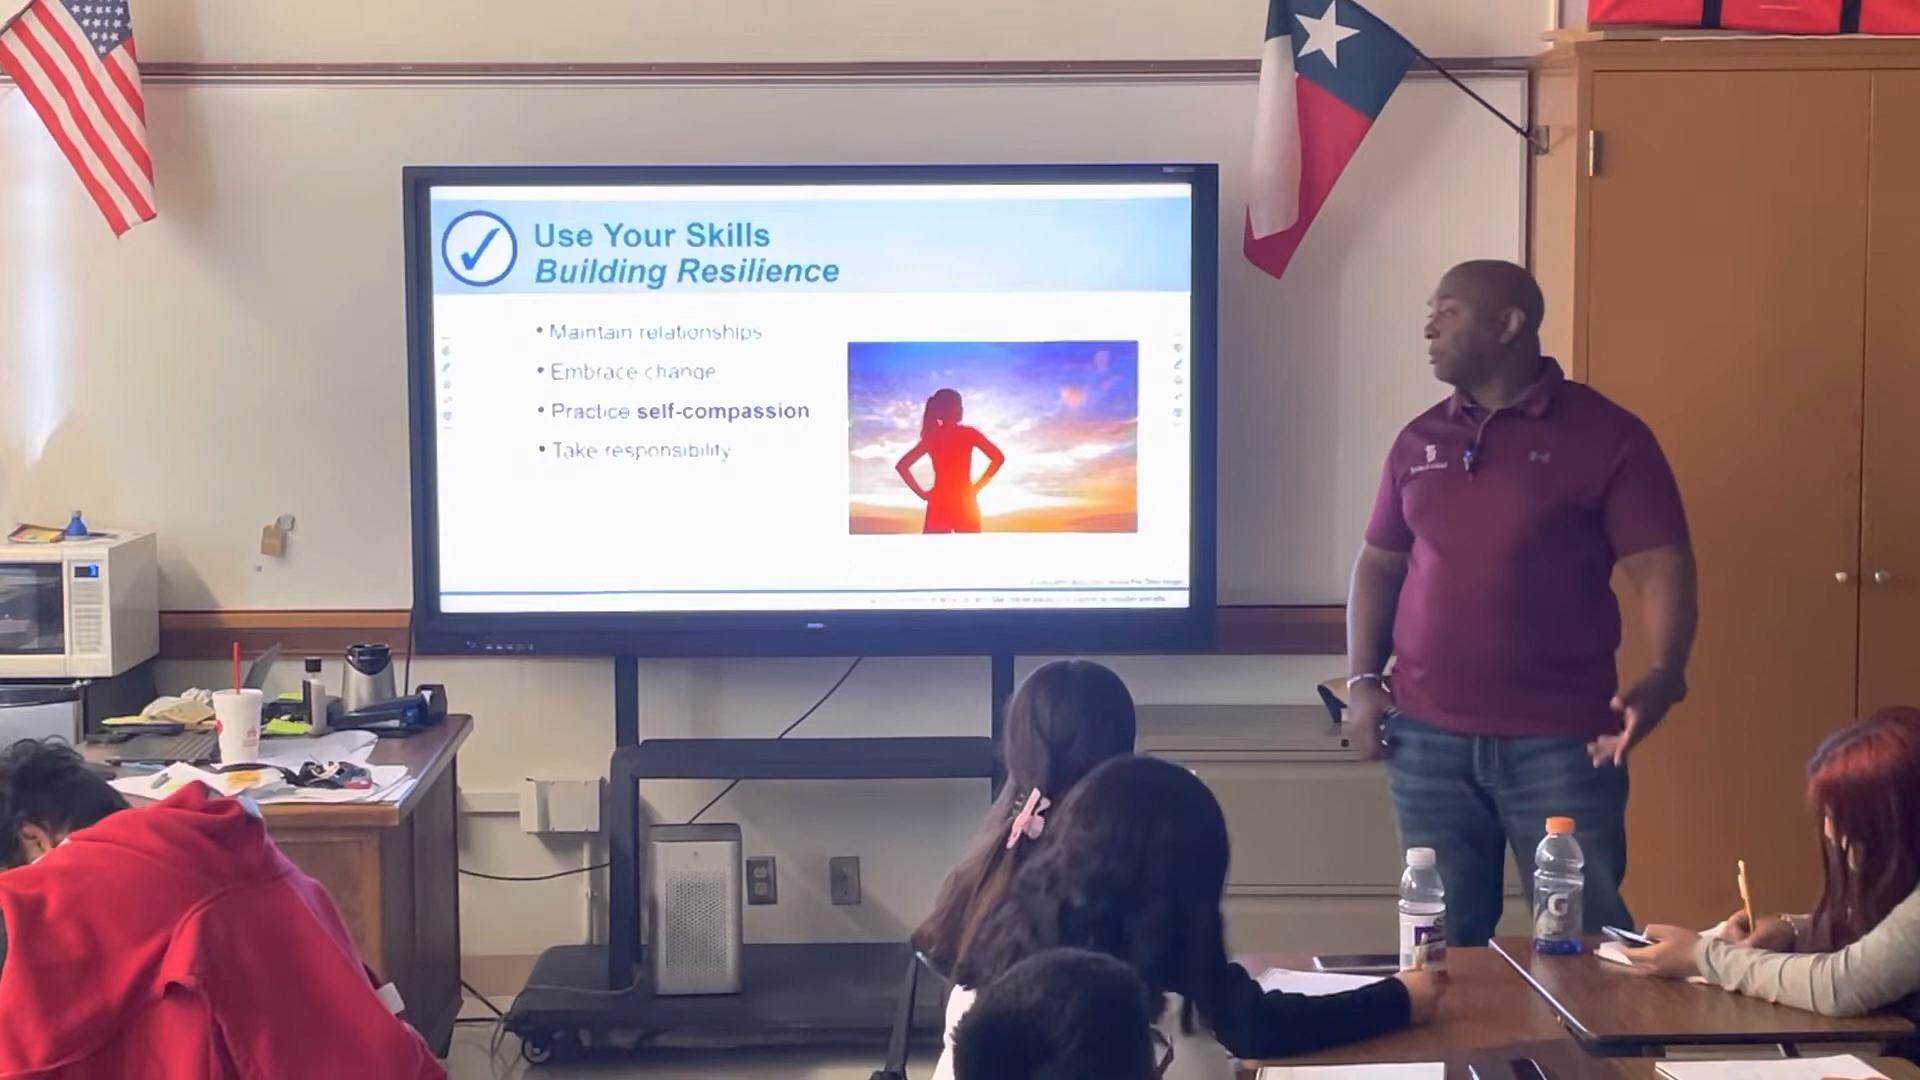 Use Your Skills
Building Resilience
• Maintain relationships
• Embrace change
• Practice self-compassion
• Take responsibility
G